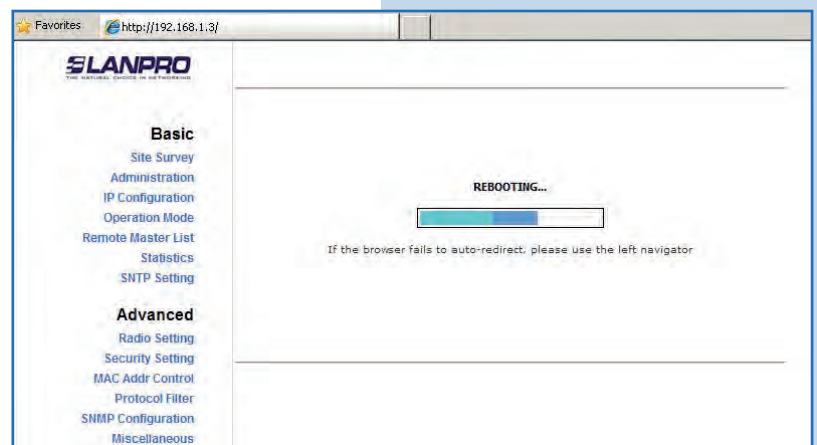 Favorites http://192.168.1.3/
LANPRO
THE NATURAL CHOICE IN NETWORKING
Basic
Site Survey
Administration
IP Configuration
Operation Mode
Remote Master List
Statistics
SNTP Setting
Advanced
Radio Setting
Security Setting
MAC Addr Control
Protocol Filter
SNMP Configuration
Miscellaneous
REBOOTING...
If the browser fails to auto-redirect, please use the left navigator